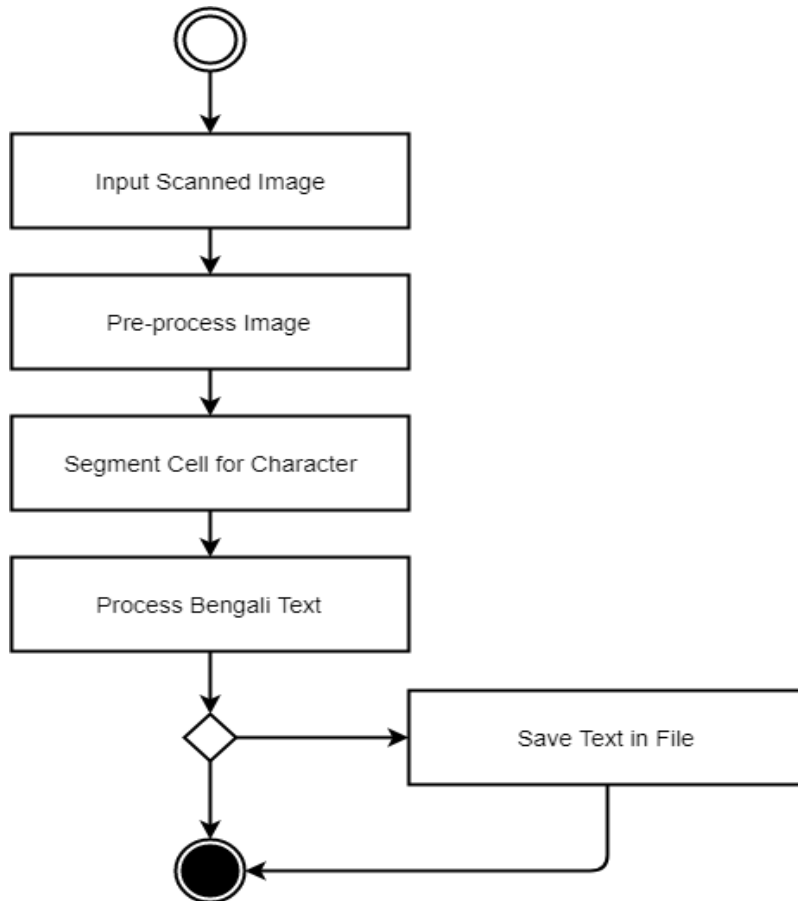 Input Scanned Image
Pre-process Image
Segment Cell for Character
Process Bengali Text
Save Text in File